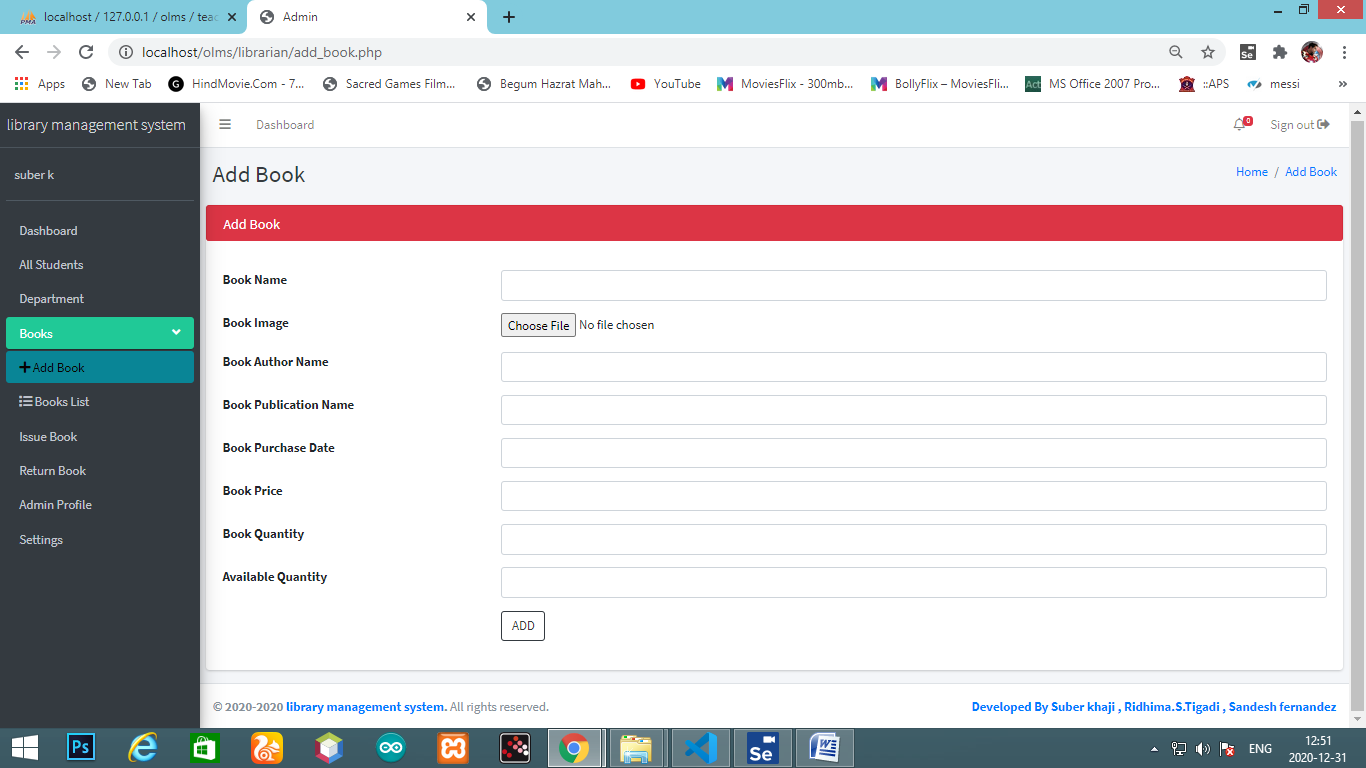 localhost / 127.0.0.1 / olms / teac
Admin
localhost/olms/librarian/add_book.php
Apps New Tab HindMovie.Com - 7... Sacred Games Film... Begum Hazrat Mah... YouTube MoviesFlix - 300mb... BollyFlix – MoviesFli... Act MS Office 2007 Pro... ::APS messi »
library management system
Dashboard
0
Sign out
suber k
Add Book
Home / Add Book
Dashboard
All Students
Department
Books
Add Book
Books List
Issue Book
Return Book
Admin Profile
Settings
Add Book
Book Name
Book Image
Choose File No file chosen
Book Author Name
Book Publication Name
Book Purchase Date
Book Price
Book Quantity
Available Quantity
ADD
© 2020-2020 library management system. All rights reserved.
Developed By Suber khaji , Ridhima.S.Tigadi , Sandesh fernandez
Ps
Se
ENG
12:51
2020-12-31